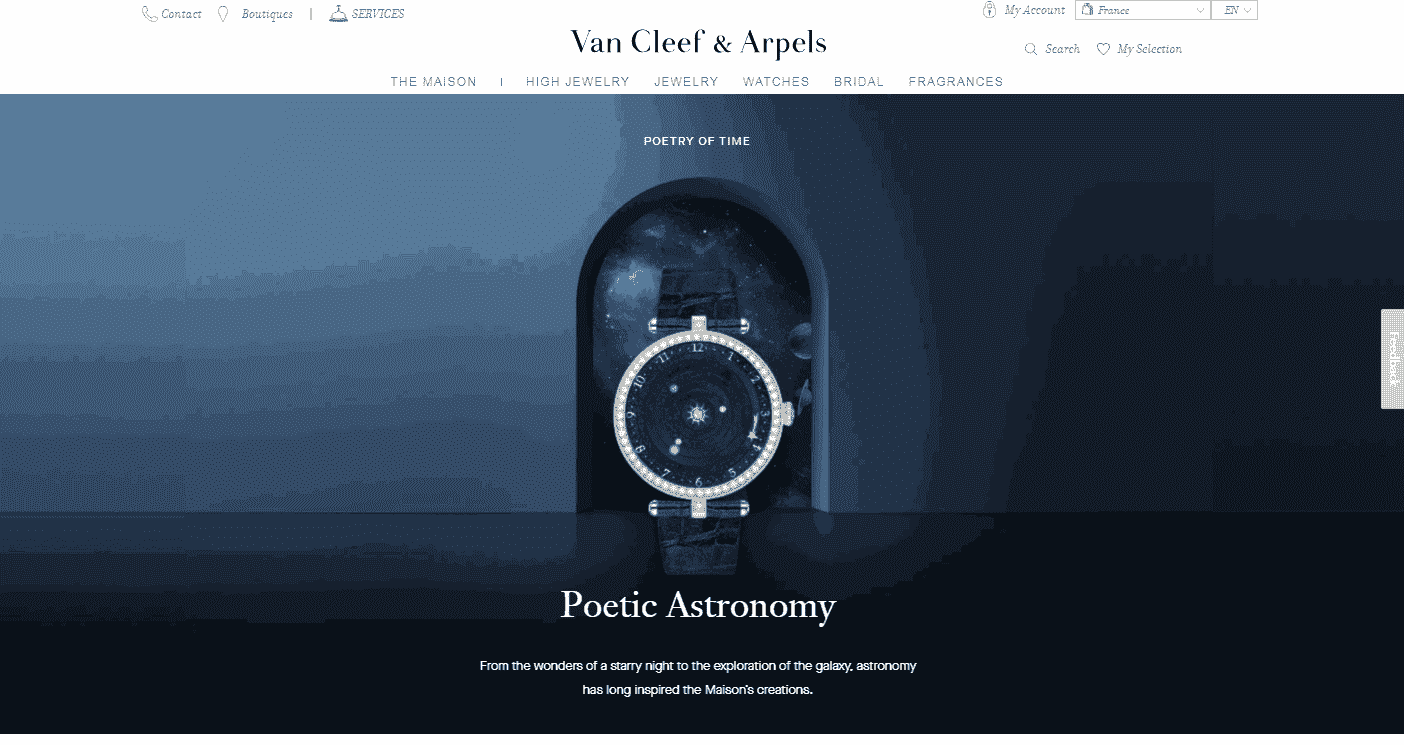 Contact Boutiques | SERVICES
My Account France EN
Van Cleef & Arpels
Search My Selection
THE MAISON | HIGH JEWELRY JEWELRY WATCHES BRIDAL FRAGRANCES
POETRY OF TIME
12
11 1
10 2
9 3
8 4
7 5
6
Feedback
Poetic Astronomy
From the wonders of a starry night to the exploration of the galaxy, astronomy
has long inspired the Maison's creations.